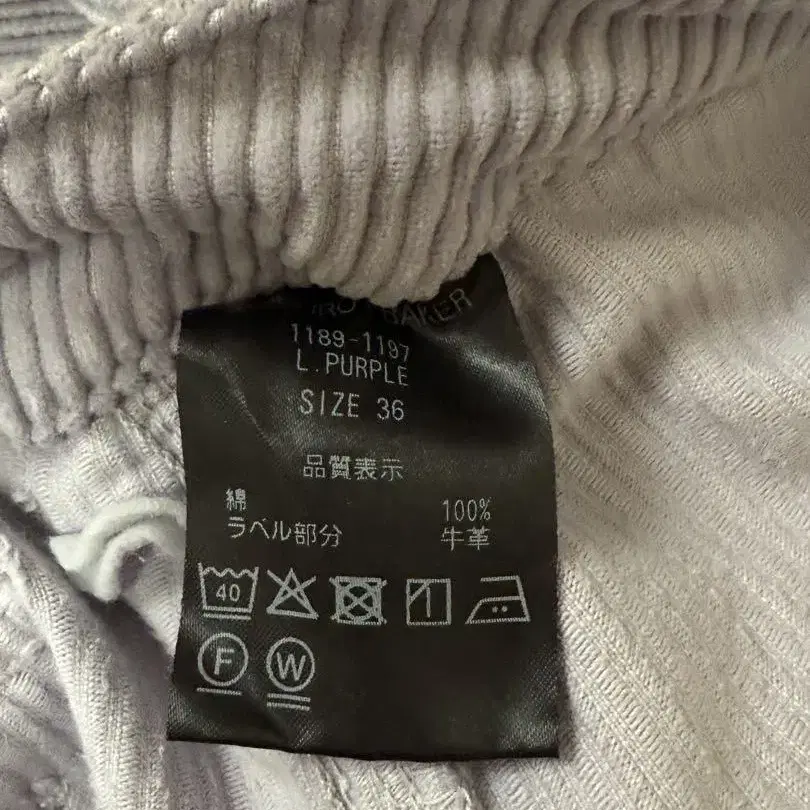 BAKER
1189-1197
L.PURPLE
SIZE 36
品質表示
綿 100%
ラベル部分 牛革
40
F W